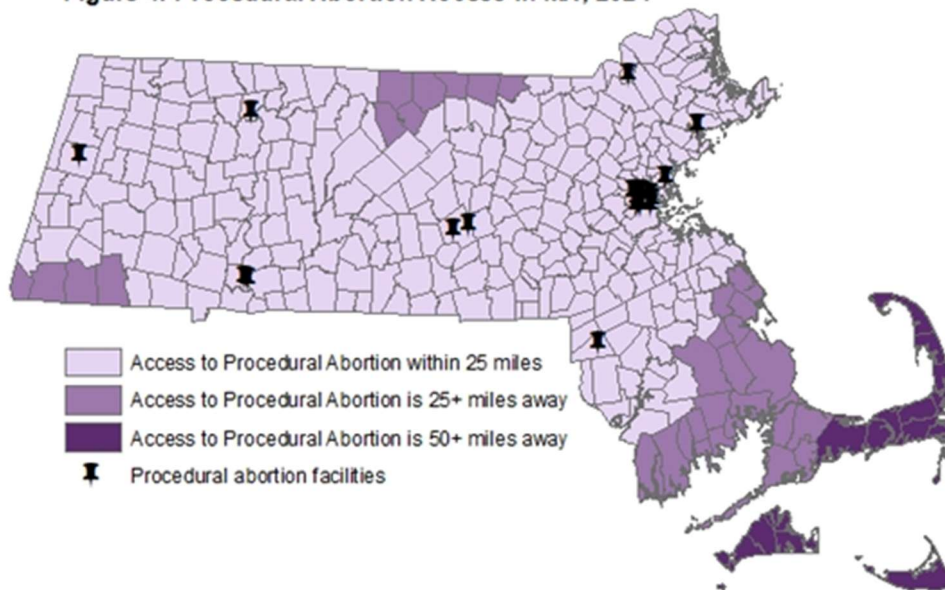 Access to Procedural Abortion within 25 miles
Access to Procedural Abortion is 25+ miles away
Access to Procedural Abortion is 50+ miles away
Procedural abortion facilities